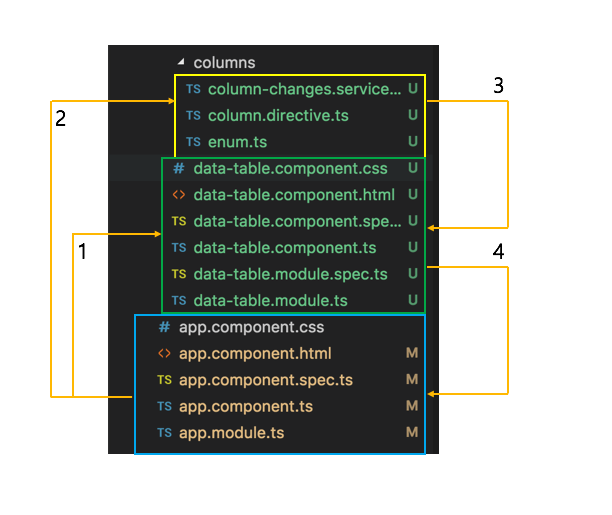 columns
TS column-changes.service... U
TS column.directive.ts U
TS enum.ts U
# data-table.component.css U
<> data-table.component.html U
TS data-table.component.spe... U
TS data-table.component.ts U
TS data-table.module.spec.ts U
TS data-table.module.ts U
# app.component.css
<> app.component.html M
TS app.component.spec.ts M
TS app.component.ts M
TS app.module.ts M
2
1
3
4